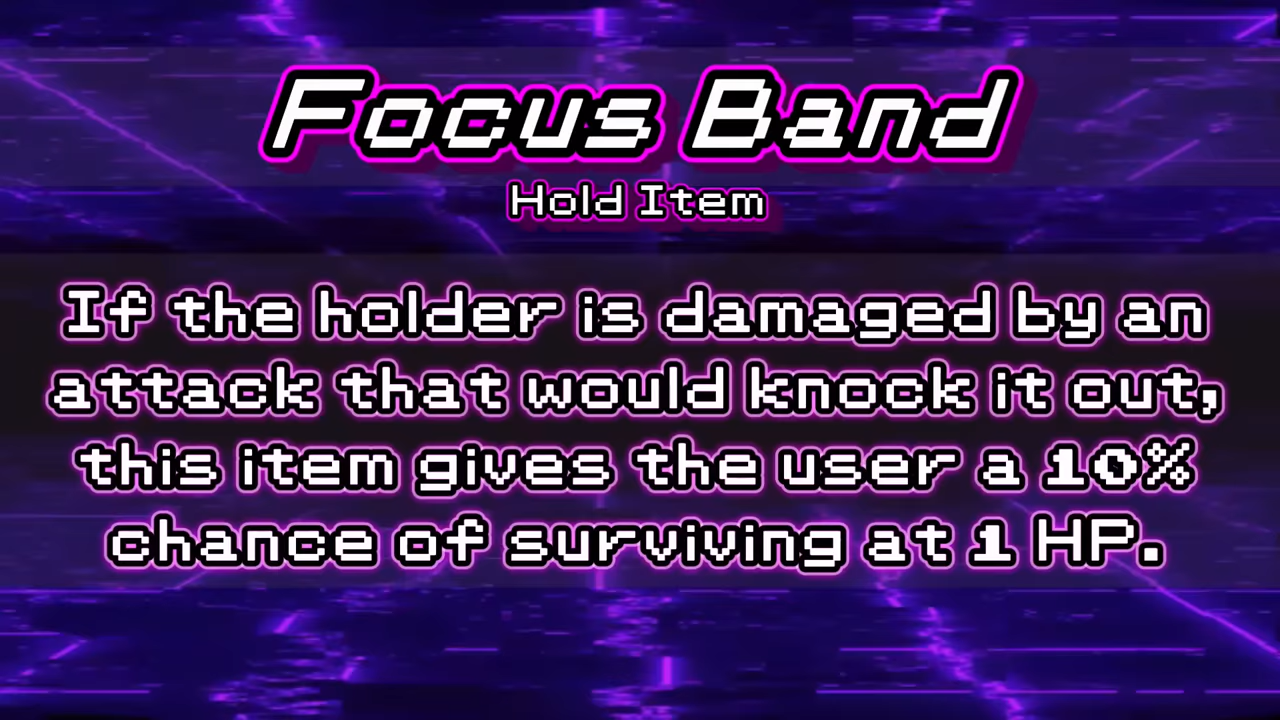 Focus Band
Hold Item
If the holder is damaged by an
attack that would knock it out,
this item gives the user a 10%
chance of surviving at 1 HP.